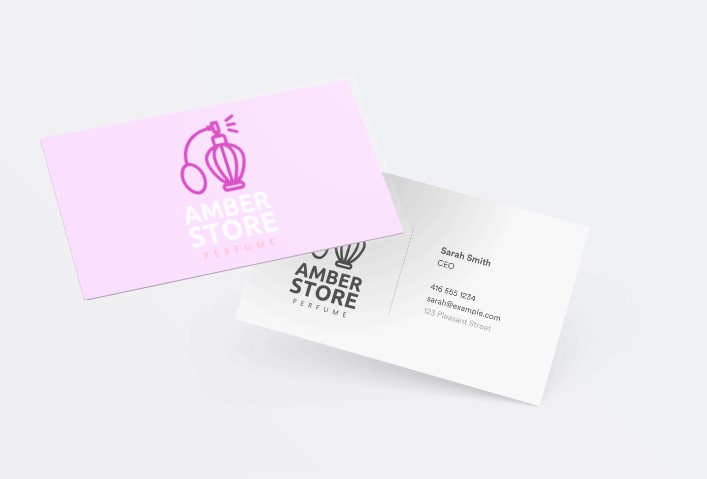 AMBER
STORE
PERFUME
AMBER
STORE
PERFUME
Sarah Smith
CEO
416 555 1234
sarah@example.com
123 Pleasant Street